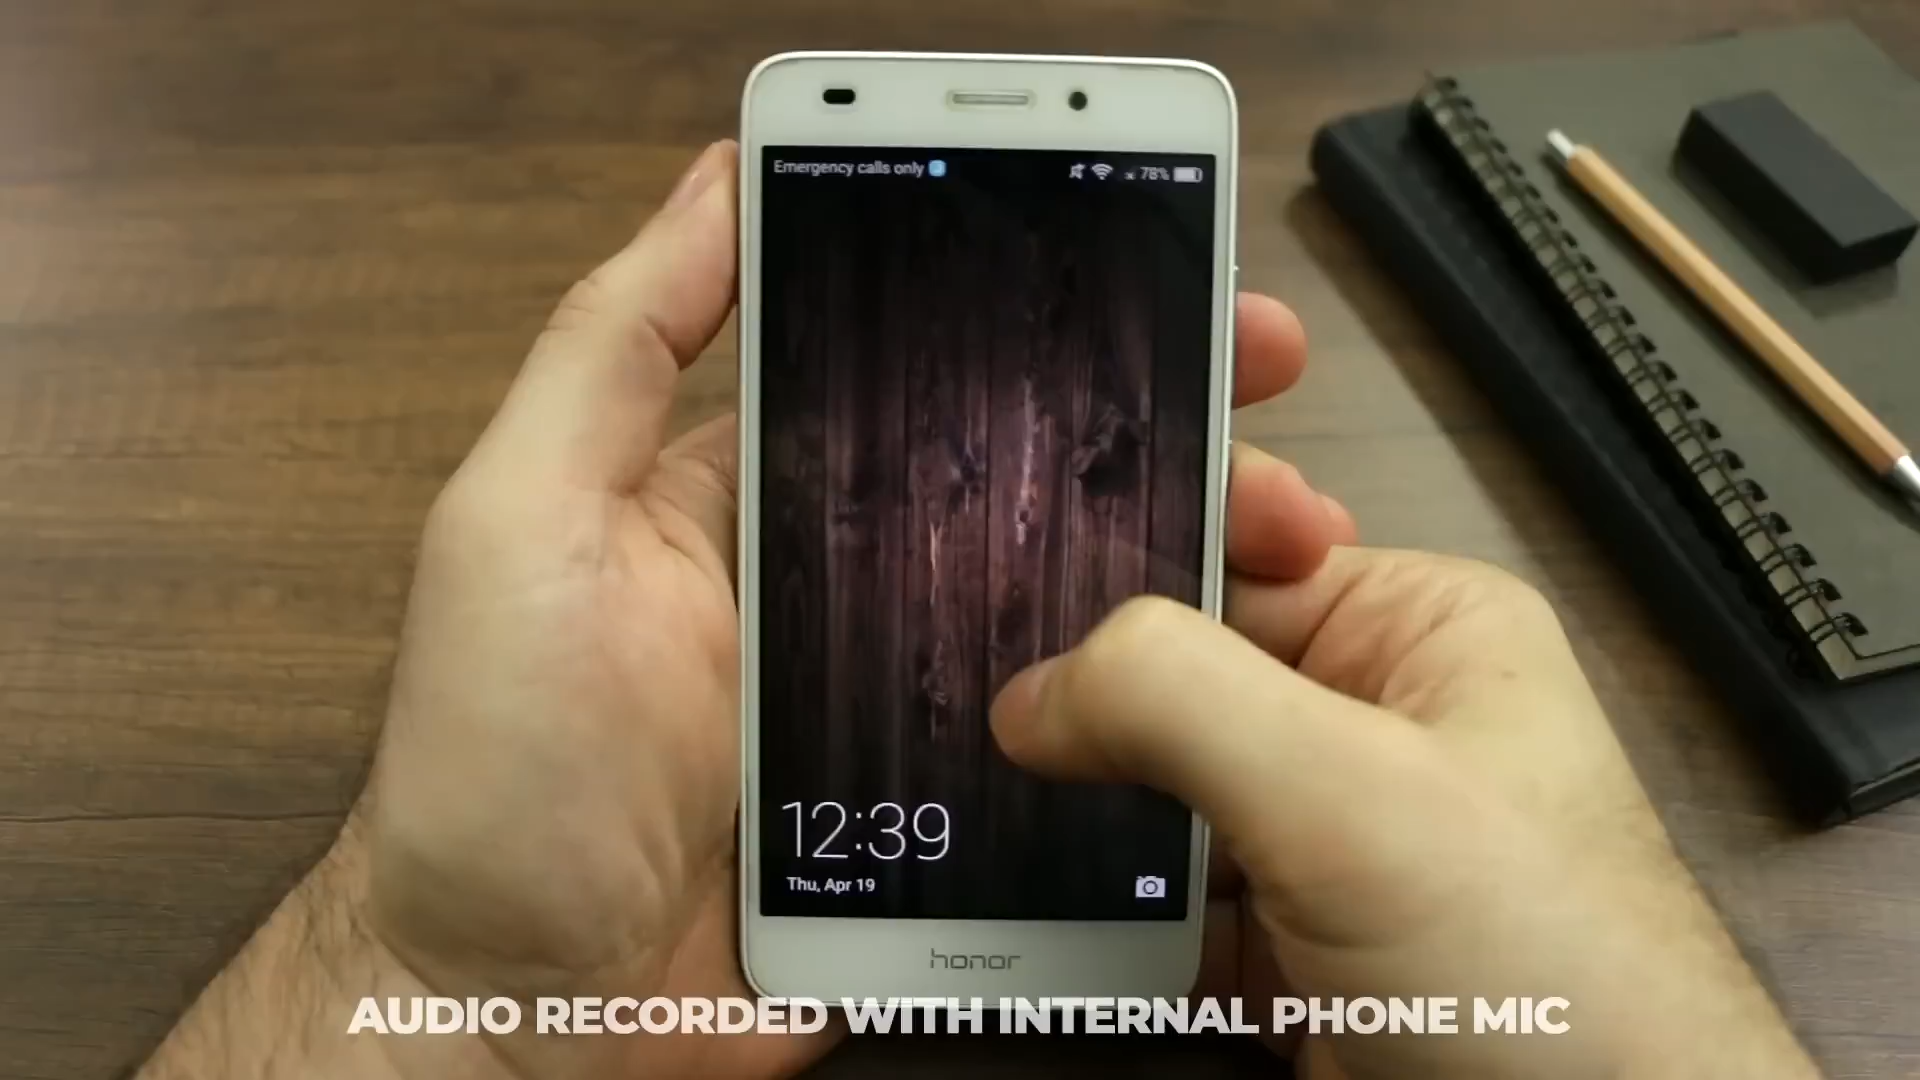 Emergency calls only
78%
12:39
Thu, Apr 19
honor
AUDIO RECORDED WITH INTERNAL PHONE MIC